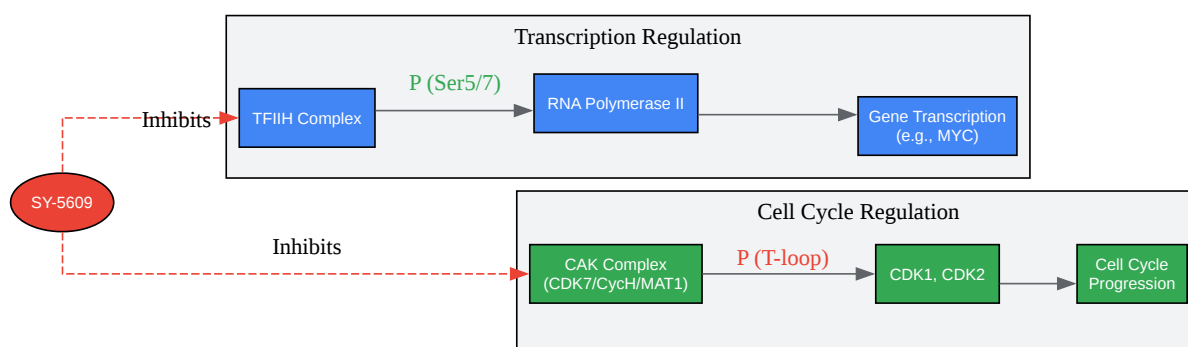 Transcription Regulation
P (Ser5/7)
TFIIH Complex
RNA Polymerase II
Gene Transcription
(e.g., MYC)
Inhibits
SY-5609
Cell Cycle Regulation
Inhibits
P (T-loop)
CAK Complex
(CDK7/CycH/MAT1)
CDK1, CDK2
Cell Cycle
Progression